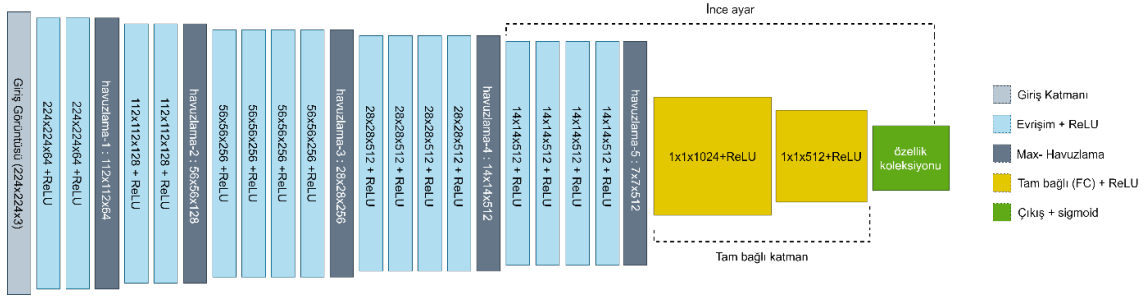 İnce ayar
Giriş Görüntüsü (224x224x3)
224x224x64 +ReLU
224x224x64 +ReLU
havuzlama-1 : 112x112x64
112x112x128 + ReLU
112x112x128 + ReLU
havuzlama-2 : 56x56x128
56x56x256 +ReLU
56x56x256 +ReLU
56x56x256 +ReLU
56x56x256 +ReLU
havuzlama-3 : 28x28x256
28x28x512 + ReLU
28x28x512 + ReLU
28x28x512 + ReLU
28x28x512 + ReLU
havuzlama-4 : 14x14x512
14x14x512 + ReLU
14x14x512 + ReLU
14x14x512 + ReLU
14x14x512 + ReLU
havuzlama-5 : 7x7x512
1x1x1024+ReLU
1x1x512+ReLU
özellik
koleksiyonu
Tam bağlı katman
Giriş Katmanı
Evrişim + ReLU
Max- Havuzlama
Tam bağlı (FC) + ReLU
Çıkış + sigmoid